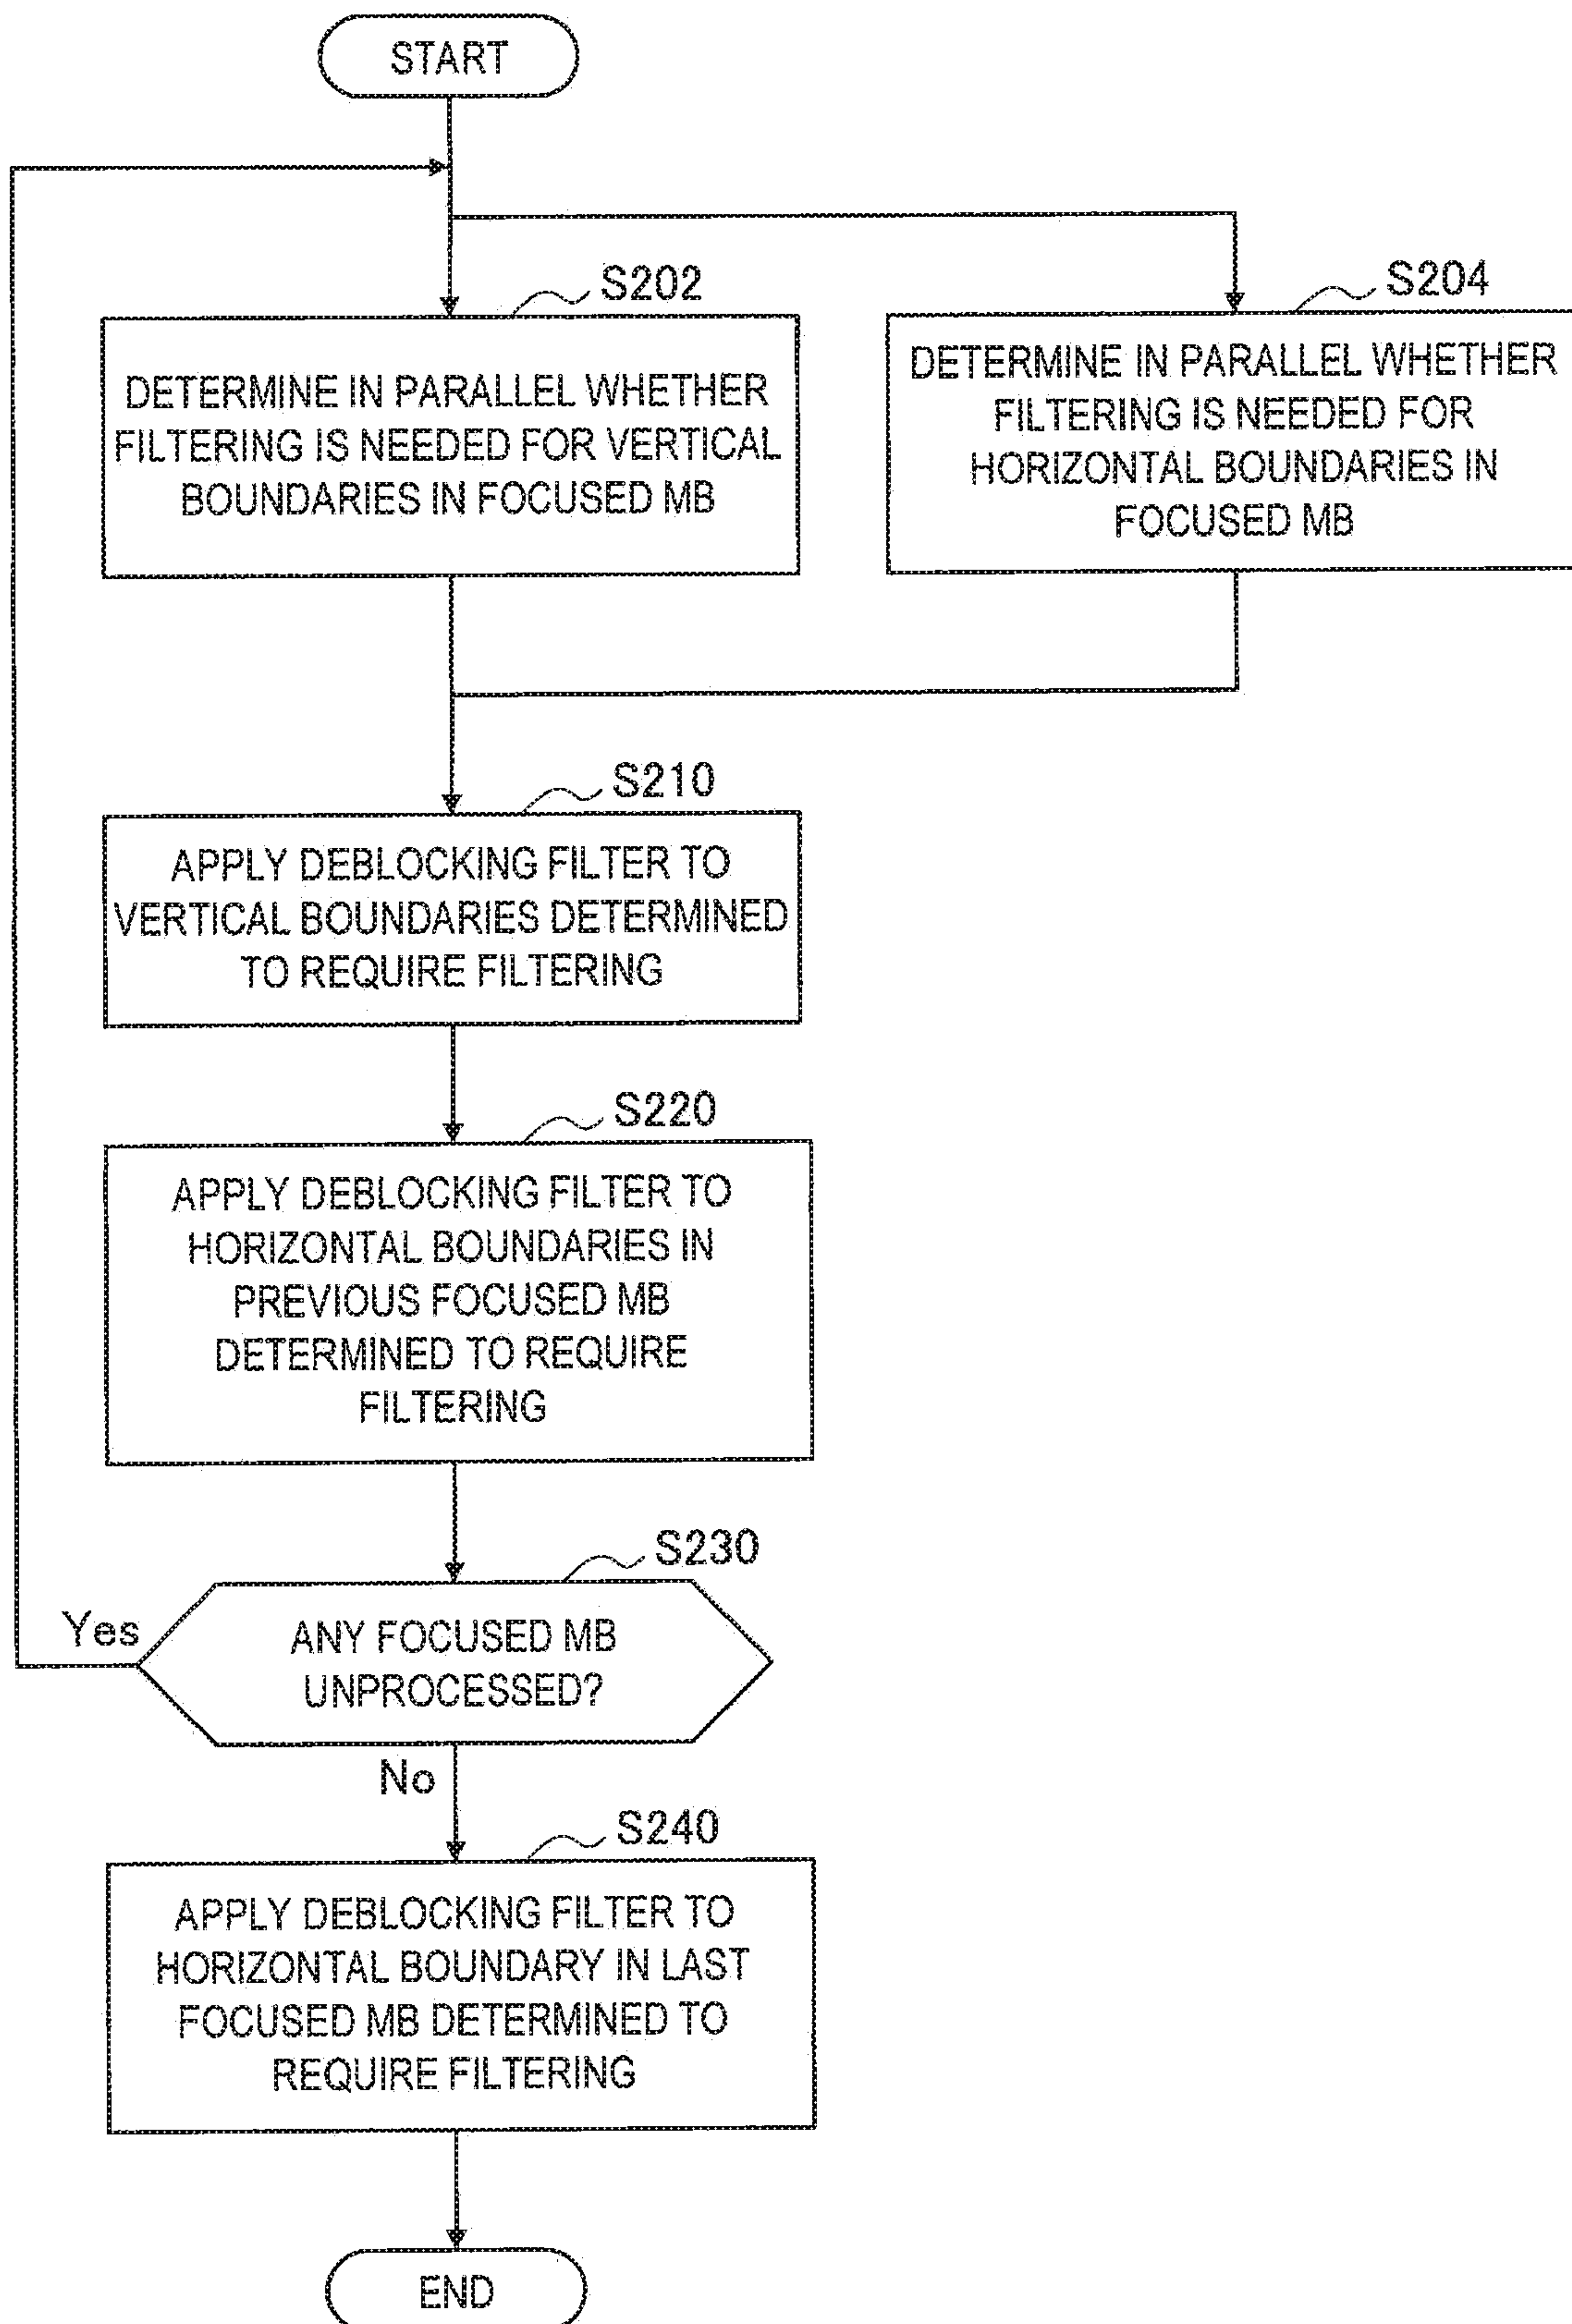 START
S202
DETERMINE IN PARALLEL WHETHER
FILTERING IS NEEDED FOR VERTICAL
BOUNDARIES IN FOCUSED MB
S204
DETERMINE IN PARALLEL WHETHER
FILTERING IS NEEDED FOR
HORIZONTAL BOUNDARIES IN
FOCUSED MB
S210
APPLY DEBLOCKING FILTER TO
VERTICAL BOUNDARIES DETERMINED
TO REQUIRE FILTERING
S220
APPLY DEBLOCKING FILTER TO
HORIZONTAL BOUNDARIES IN
PREVIOUS FOCUSED MB
DETERMINED TO REQUIRE
FILTERING
S230
Yes
ANY FOCUSED MB
UNPROCESSED?
No
S240
APPLY DEBLOCKING FILTER TO
HORIZONTAL BOUNDARY IN LAST
FOCUSED MB DETERMINED TO
REQUIRE FILTERING
END